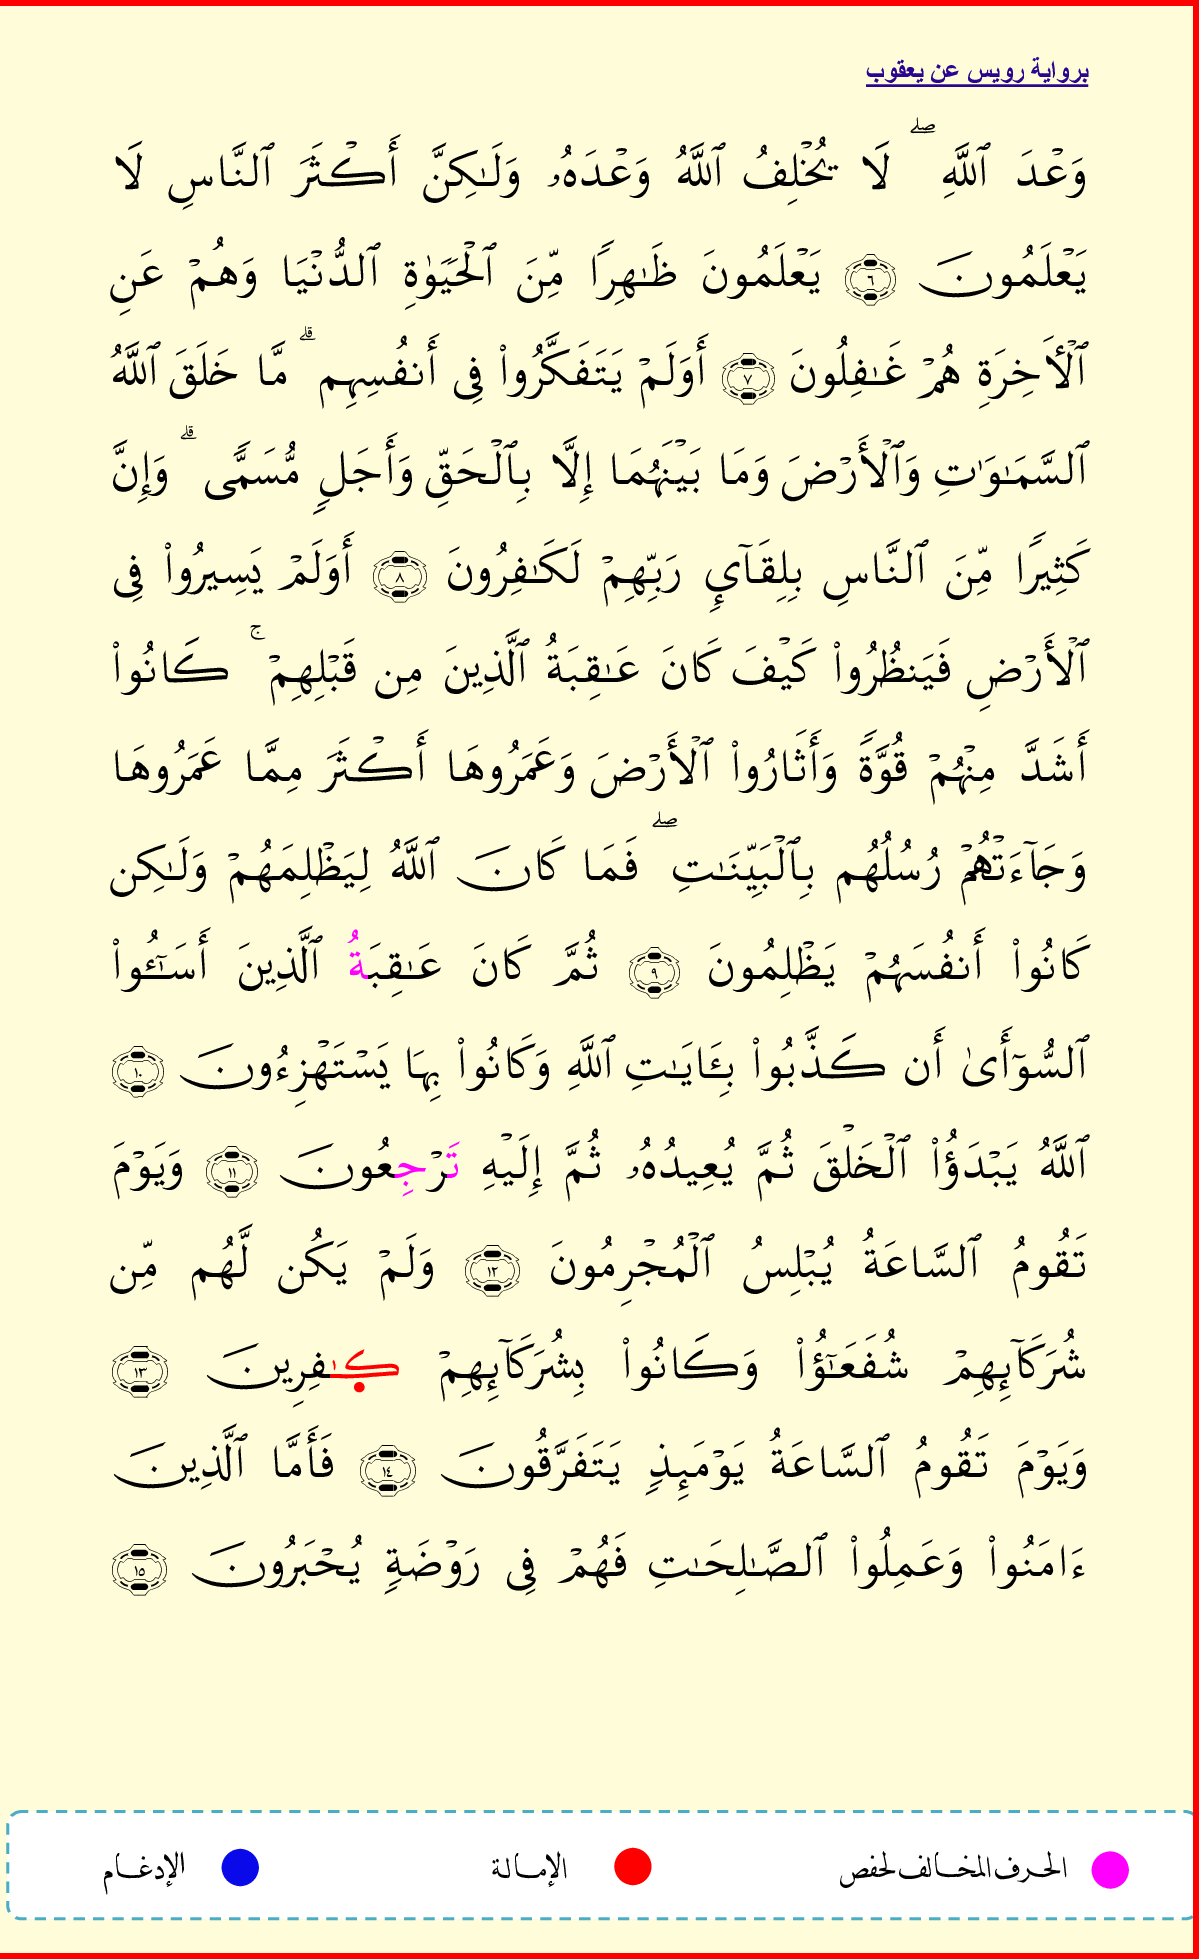 برواية رويس عن يعقوب
وَعْدَ ٱللَّهِ ۖ لَا يُخْلِفُ ٱللَّهُ وَعْدَهُۥ وَلَـٰكِنَّ أَكْثَرَ ٱلنَّاسِ لَا
يَعْلَمُونَ ٦ يَعْلَمُونَ ظَـٰهِرًا مِّنَ ٱلْحَيَوٰةِ ٱلدُّنْيَا وَهُمْ عَنِ
ٱلْأَخِرَةِ هُمْ غَـٰفِلُونَ ٧ أَوَلَمْ يَتَفَكَّرُوا۟ فِى أَنفُسِهِم ۗ مَّا خَلَقَ ٱللَّهُ
ٱلسَّمَـٰوَٰتِ وَٱلْأَرْضَ وَمَا بَيْنَهُمَا إِلَّا بِٱلْحَقِّ وَأَجَلٍ مُّسَمًّى ۗ وَإِنَّ
كَثِيرًا مِّنَ ٱلنَّاسِ بِلِقَآئِ رَبِّهِمْ لَكَـٰفِرُونَ ٨ أَوَلَمْ يَسِيرُوا۟ فِى
ٱلْأَرْضِ فَيَنظُرُوا۟ كَيْفَ كَانَ عَـٰقِبَةُ ٱلَّذِينَ مِن قَبْلِهِمْ ۚ كَانُوا۟
أَشَدَّ مِنْهُمْ قُوَّةً وَأَثَارُوا۟ ٱلْأَرْضَ وَعَمَرُوهَا أَكْثَرَ مِمَّا عَمَرُوهَا
وَجَآءَتْهُمْ رُسُلُهُم بِٱلْبَيِّنَـٰتِ ۖ فَمَا كَانَ ٱللَّهُ لِيَظْلِمَهُمْ وَلَـٰكِن
كَانُوا۟ أَنفُسَهُمْ يَظْلِمُونَ ٩ ثُمَّ كَانَ عَـٰقِبَةُ ٱلَّذِينَ أَسَـٰٓـُٔوا۟
ٱلسُّوٓأَىٰ أَن كَذَّبُوا۟ بِـَٔايَـٰتِ ٱللَّهِ وَكَانُوا۟ بِهَا يَسْتَهْزِءُونَ ١٠
ٱللَّهُ يَبْدَؤُا۟ ٱلْخَلْقَ ثُمَّ يُعِيدُهُۥ ثُمَّ إِلَيْهِ تَرْجِعُونَ ١١ وَيَوْمَ
تَقُومُ ٱلسَّاعَةُ يُبْلِسُ ٱلْمُجْرِمُونَ ١٢ وَلَمْ يَكُن لَّهُم مِّن
شُرَكَآئِهِمْ شُفَعَـٰٓؤُا۟ وَكَانُوا۟ بِشُرَكَآئِهِمْ كَـٰفِرِينَ ١٣
وَيَوْمَ تَقُومُ ٱلسَّاعَةُ يَوْمَئِذٍ يَتَفَرَّقُونَ ١٤ فَأَمَّا ٱلَّذِينَ
ءَامَنُوا۟ وَعَمِلُوا۟ ٱلصَّـٰلِحَـٰتِ فَهُمْ فِى رَوْضَةٍ يُحْبَرُونَ ١٥
الحرف المخالف لحفص الإمالة الإدغام